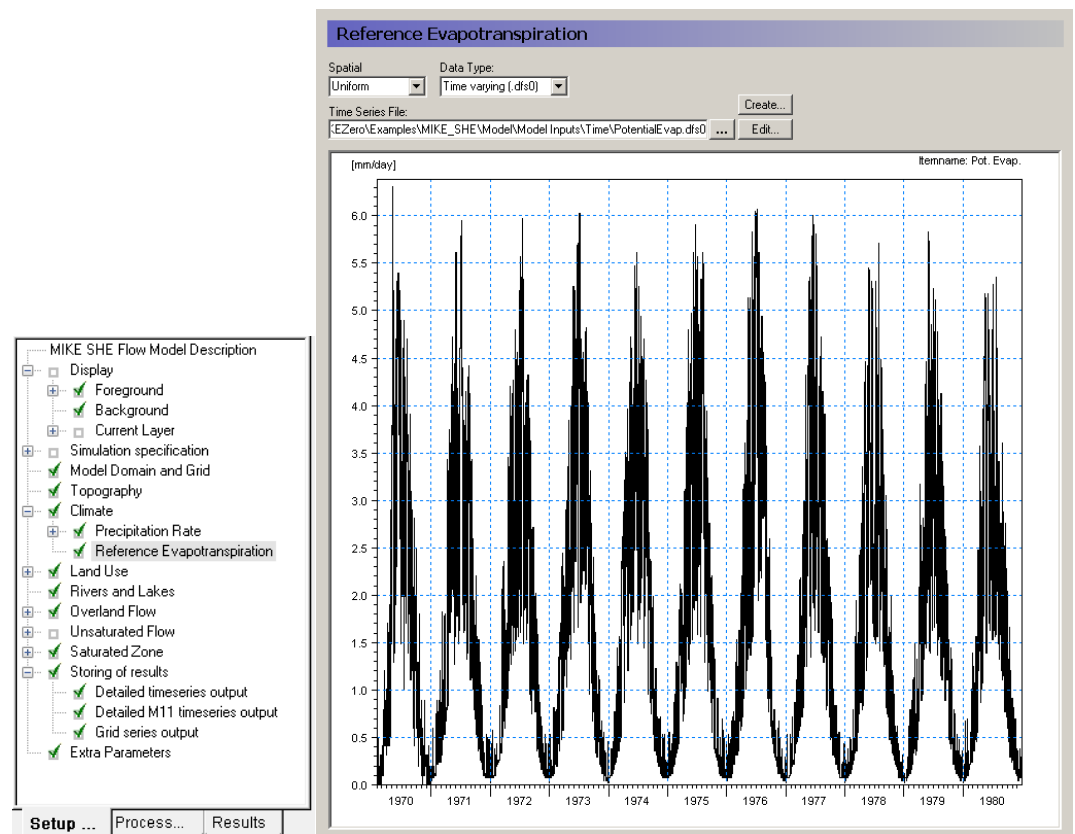 Reference Evapotranspiration
Spatial
Data Type:
Uniform
Time varying (.dfs0)
Time Series File:
Create...
EZero\Examples\MIKE_SHE\Model\Model Inputs\Time\PotentialEvap.dfs0
...
Edit...
[mm/day]
Itemname: Pot. Evap.
6.0
5.5
5.0
4.5
4.0
3.5
3.0
2.5
2.0
1.5
1.0
0.5
0.0
1970 1971 1972 1973 1974 1975 1976 1977 1978 1979 1980
MIKE SHE Flow Model Description
Display
Foreground
Background
Current Layer
Simulation specification
Model Domain and Grid
Topography
Climate
Precipitation Rate
Reference Evapotranspiration
Land Use
Rivers and Lakes
Overland Flow
Unsaturated Flow
Saturated Zone
Storing of results
Detailed timeseries output
Detailed M11 timeseries output
Grid series output
Extra Parameters
Setup ... Process... Results